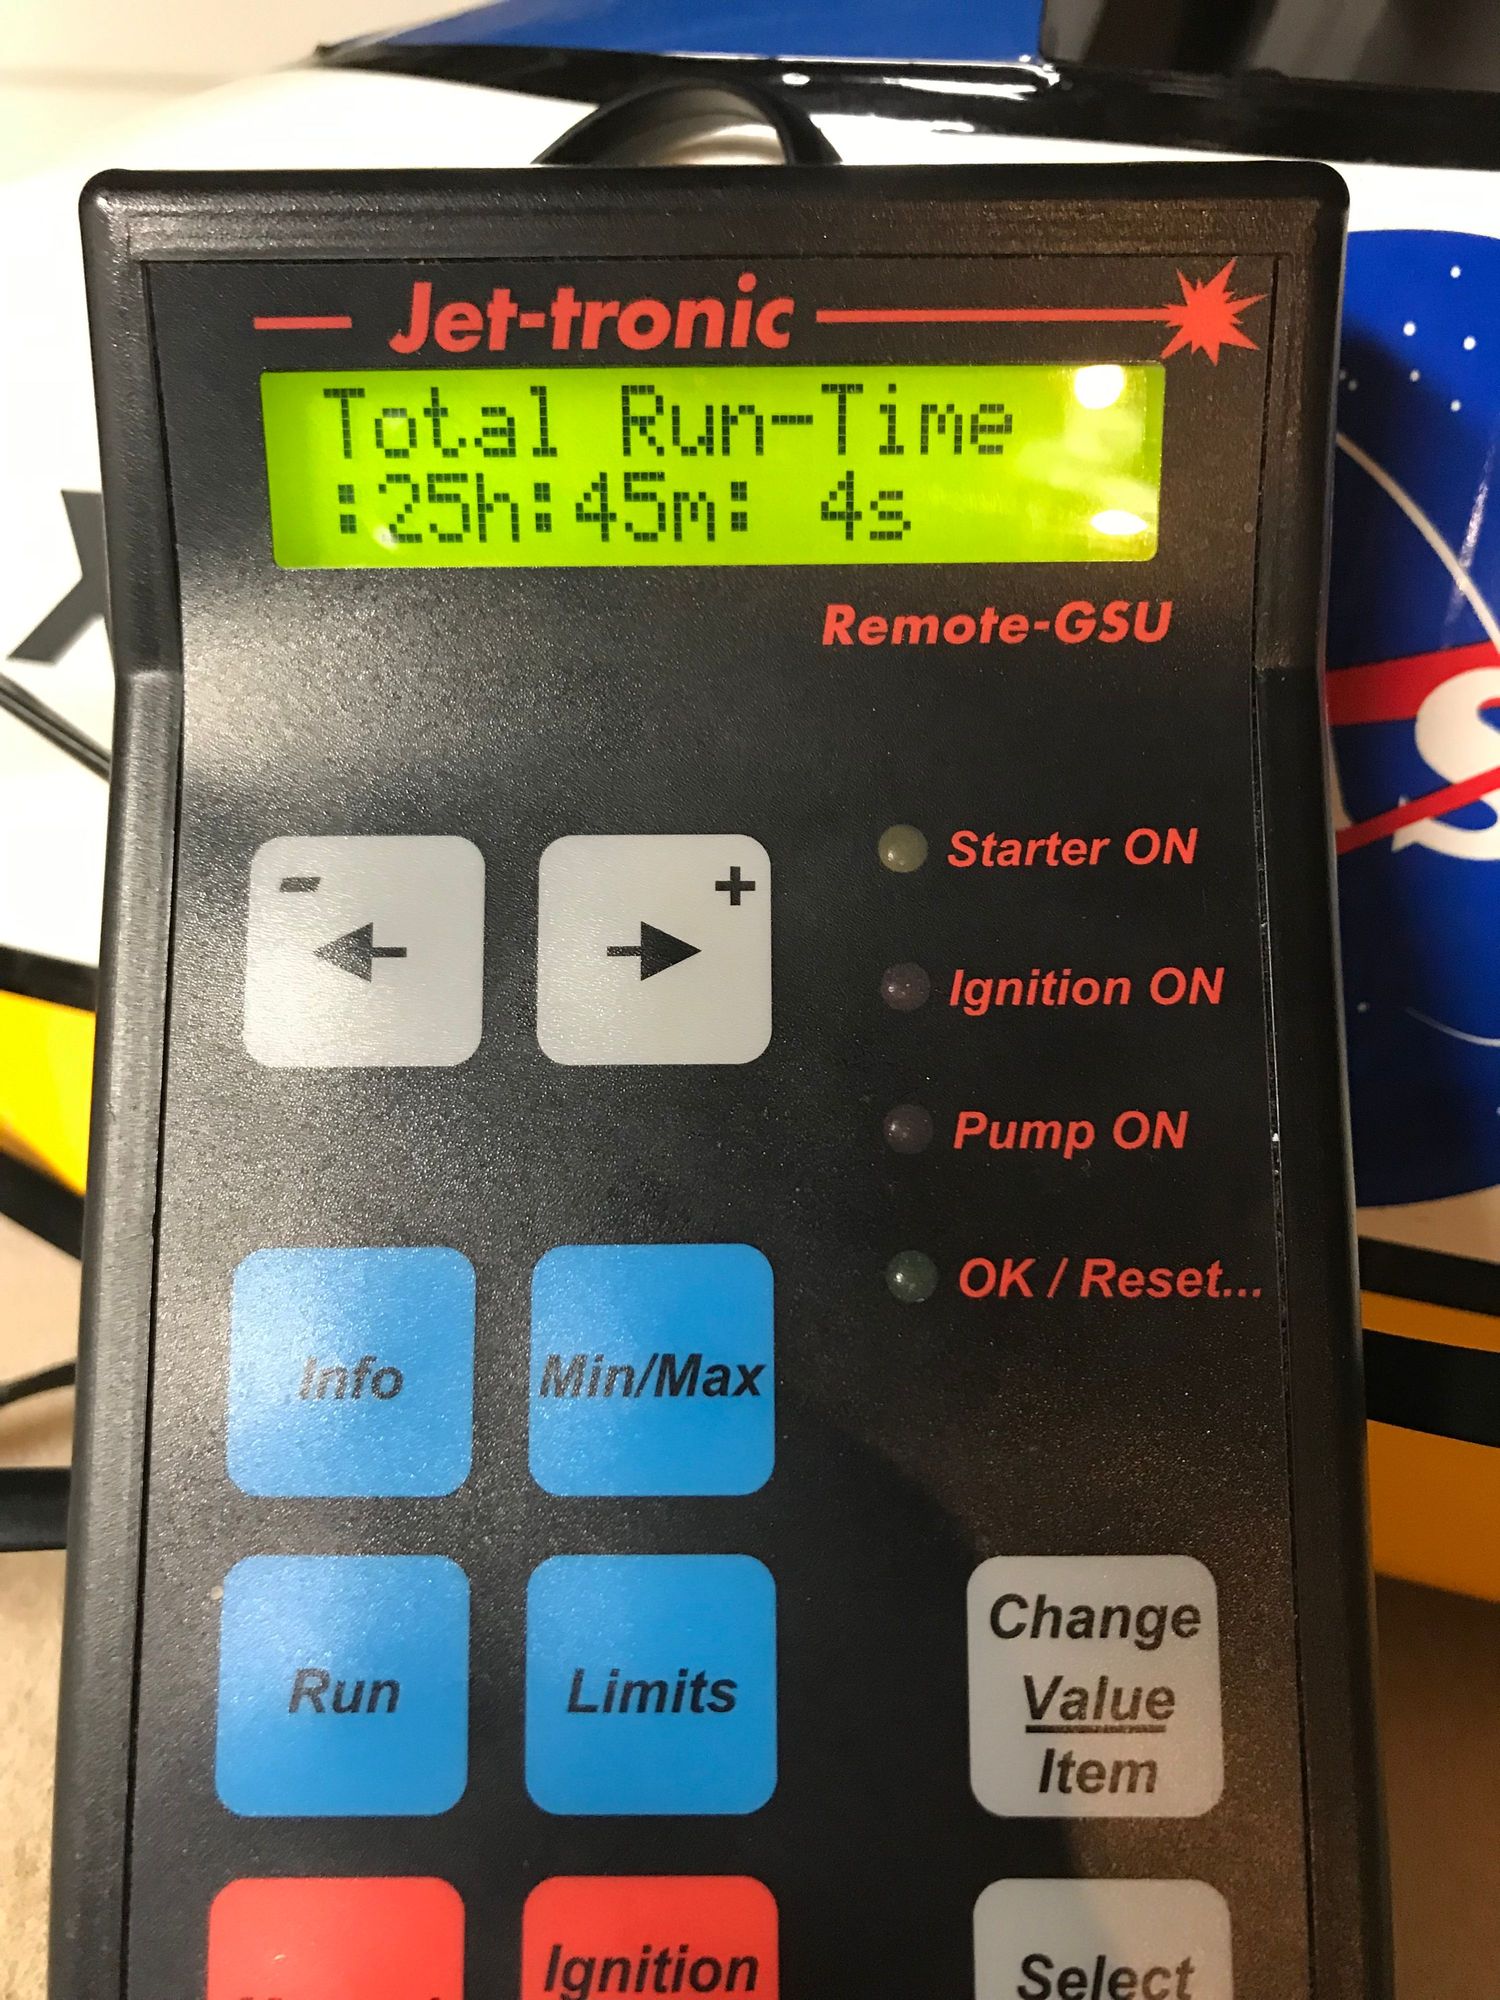 Jet-tronic
Total Run-Time
:25h:45m: 4s
Remote-GSU
-
+
Starter ON
Ignition ON
Pump ON
OK / Reset...
Info
Min/Max
Run
Limits
Change
Value
Item
Ignition
Select